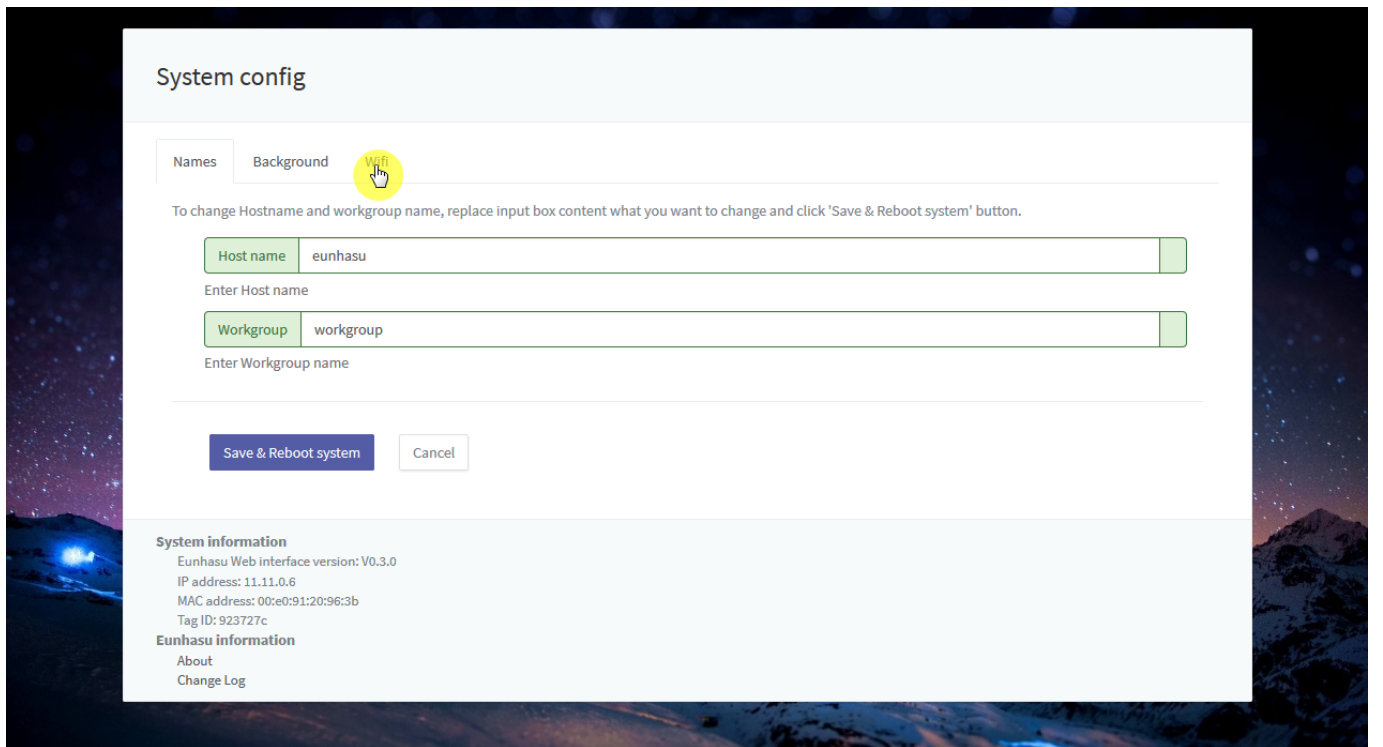 System config
Names Background Wifi
To change Hostname and workgroup name, replace input box content what you want to change and click 'Save & Reboot system' button.
Host name eunhasu
Enter Host name
Workgroup workgroup
Enter Workgroup name
Save & Reboot system Cancel
System information
Eunhasu Web interface version: V0.3.0
IP address: 11.11.0.6
MAC address: 00:e0:91:20:96:3b
Tag ID: 923727c
Eunhasu information
About
Change Log